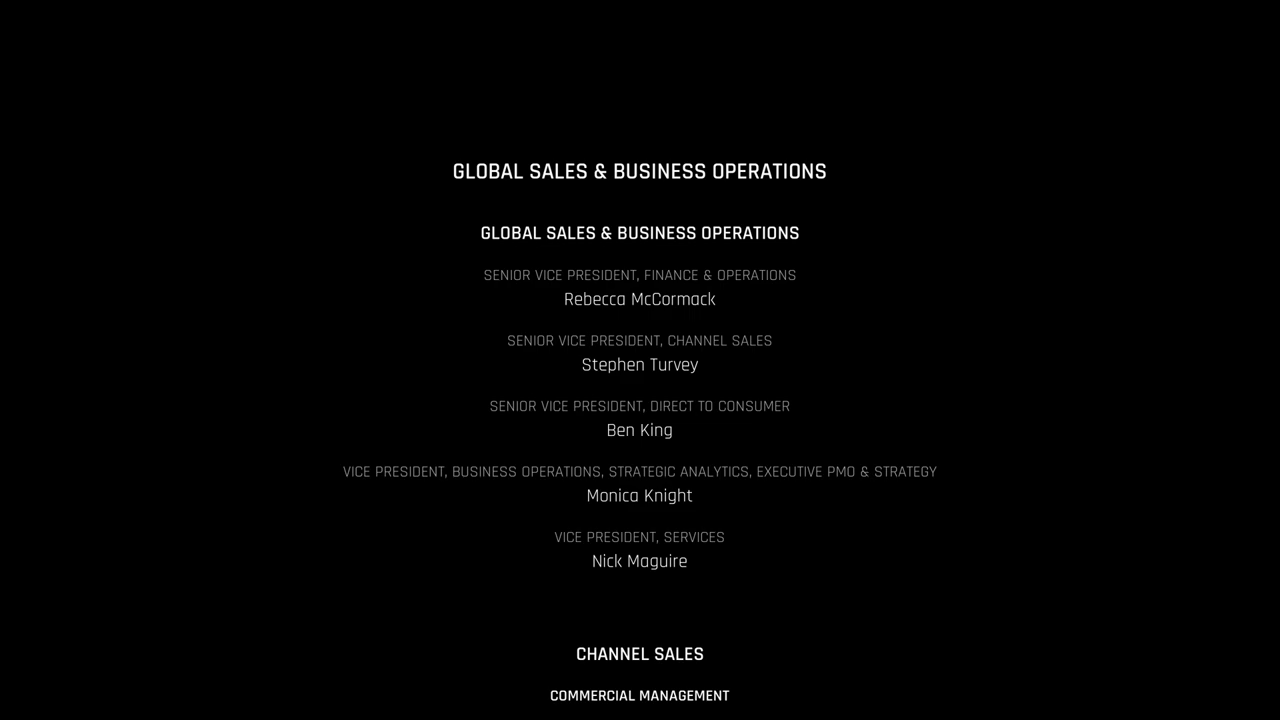 GLOBAL SALES & BUSINESS OPERATIONS
GLOBAL SALES & BUSINESS OPERATIONS
SENIOR VICE PRESIDENT, FINANCE & OPERATIONS
Rebecca McCormack
SENIOR VICE PRESIDENT, CHANNEL SALES
Stephen Turvey
SENIOR VICE PRESIDENT, DIRECT TO CONSUMER
Ben King
VICE PRESIDENT, BUSINESS OPERATIONS, STRATEGIC ANALYTICS, EXECUTIVE PMO & STRATEGY
Monica Knight
VICE PRESIDENT, SERVICES
Nick Maguire
CHANNEL SALES
COMMERCIAL MANAGEMENT